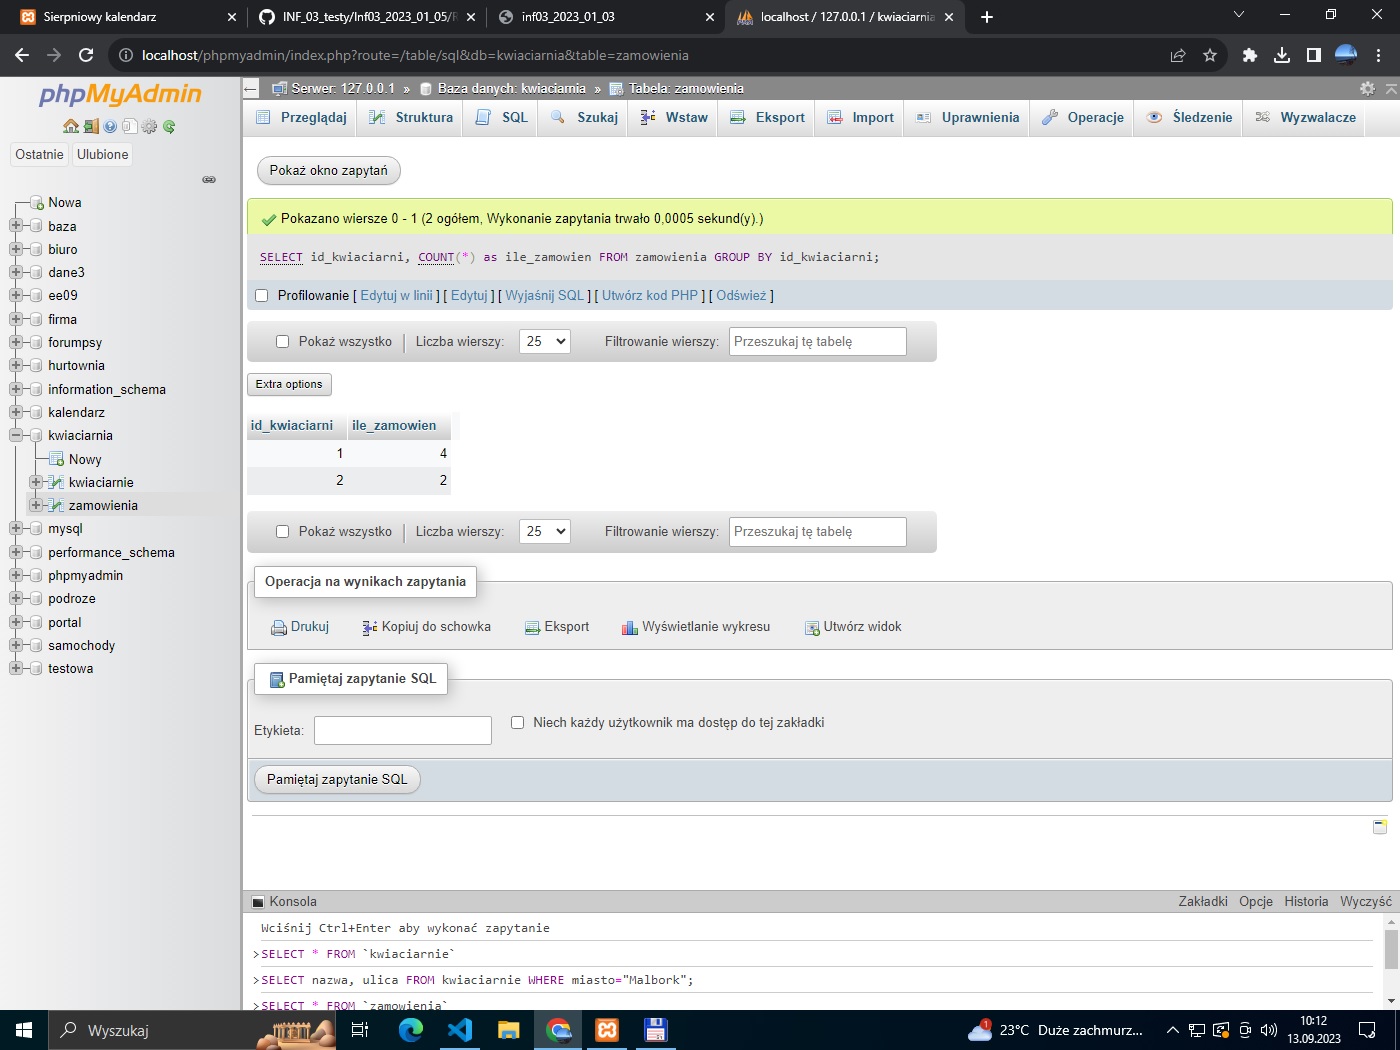 Sierpniowy kalendarz
INF_03_testy/Inf03_2023_01_05/R
inf03_2023_01_03
localhost / 127.0.0.1 / kwiaciarnia
localhost/phpmyadmin/index.php?route=/table/sql&db=kwiaciarnia&table=zamowienia
phpMyAdmin
Ostatnie
Ulubione
Nowa
baza
biuro
dane3
ee09
firma
forumpsy
hurtownia
information_schema
kalendarz
kwiaciarnia
Nowy
kwiaciarnie
zamowienia
mysql
performance_schema
phpmyadmin
podroze
portal
samochody
testowa
Serwer: 127.0.0.1 » Baza danych: kwiaciarnia » Tabela: zamowienia
Przeglądaj
Struktura
SQL
Szukaj
Wstaw
Eksport
Import
Uprawnienia
Operacje
Śledzenie
Wyzwalacze
Pokaż okno zapytań
Pokazano wiersze 0 - 1 (2 ogółem, Wykonanie zapytania trwało 0,0005 sekund(y).)
SELECT id_kwiaciarni, COUNT(*) as ile_zamowien FROM zamowienia GROUP BY id_kwiaciarni;
Profilowanie [ Edytuj w linii ] [ Edytuj ] [ Wyjaśnij SQL ] [ Utwórz kod PHP ] [ Odśwież ]
Pokaż wszystko | Liczba wierszy: 25 Filtrowanie wierszy: Przeszukaj tę tabelę
Extra options
id_kwiaciarni ile_zamowien
1 4
2 2
Pokaż wszystko | Liczba wierszy: 25 Filtrowanie wierszy: Przeszukaj tę tabelę
Operacja na wynikach zapytania
Drukuj
Kopiuj do schowka
Eksport
Wyświetlanie wykresu
Utwórz widok
Pamiętaj zapytanie SQL
Etykieta:
Niech każdy użytkownik ma dostęp do tej zakładki
Pamiętaj zapytanie SQL
Konsola
Zakładki Opcje Historia Wyczyść
Wciśnij Ctrl+Enter aby wykonać zapytanie
>SELECT * FROM `kwiaciarnie`
>SELECT nazwa, ulica FROM kwiaciarnie WHERE miasto="Malbork";
>SELECT * FROM `zamowienia`
Wyszukaj
1
23°C Duże zachmurz...
10:12
13.09.2023